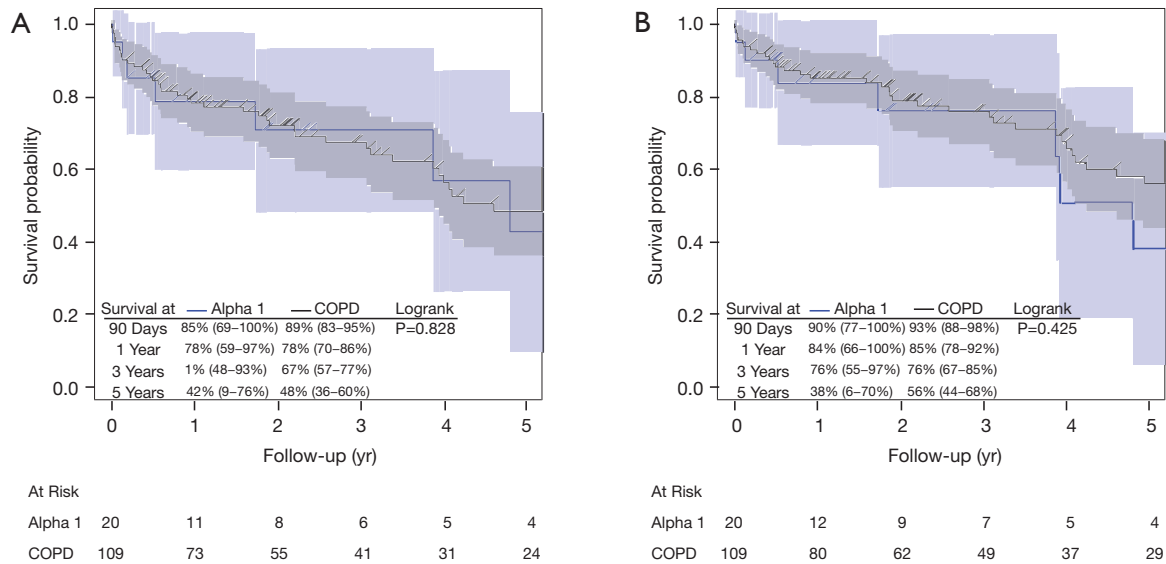 A
Survival probability
1.0
0.8
0.6
0.4
0.2
0.0
Survival at Alpha 1 COPD Logrank
90 Days 85% (69–100%) 89% (83–95%) P=0.828
1 Year 78% (59–97%) 78% (70–86%)
3 Years 1% (48–93%) 67% (57–77%)
5 Years 42% (9–76%) 48% (36–60%)
0 1 2 3 4 5
Follow-up (yr)
At Risk
Alpha 1 20 11 8 6 5 4
COPD 109 73 55 41 31 24
B
Survival probability
1.0
0.8
0.6
0.4
0.2
0.0
Survival at Alpha 1 COPD Logrank
90 Days 90% (77–100%) 93% (88–98%) P=0.425
1 Year 84% (66–100%) 85% (78–92%)
3 Years 76% (55–97%) 76% (67–85%)
5 Years 38% (6–70%) 56% (44–68%)
0 1 2 3 4 5
Follow-up (yr)
At Risk
Alpha 1 20 12 9 7 5 4
COPD 109 80 62 49 37 29